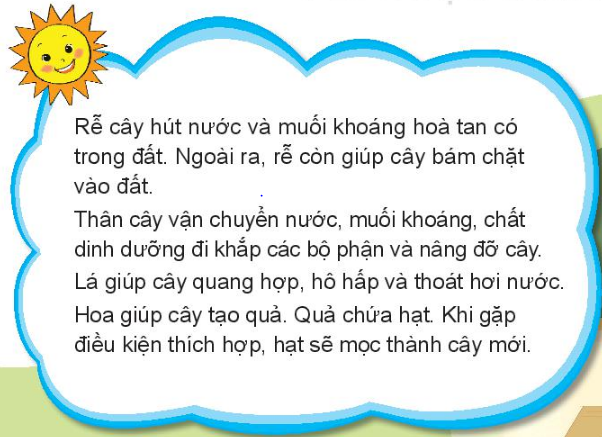 Rễ cây hút nước và muối khoáng hoà tan có
trong đất. Ngoài ra, rễ còn giúp cây bám chặt
vào đất.
Thân cây vận chuyển nước, muối khoáng, chất
dinh dưỡng đi khắp các bộ phận và nâng đỡ cây.
Lá giúp cây quang hợp, hô hấp và thoát hơi nước.
Hoa giúp cây tạo quả. Quả chứa hạt. Khi gặp
điều kiện thích hợp, hạt sẽ mọc thành cây mới.